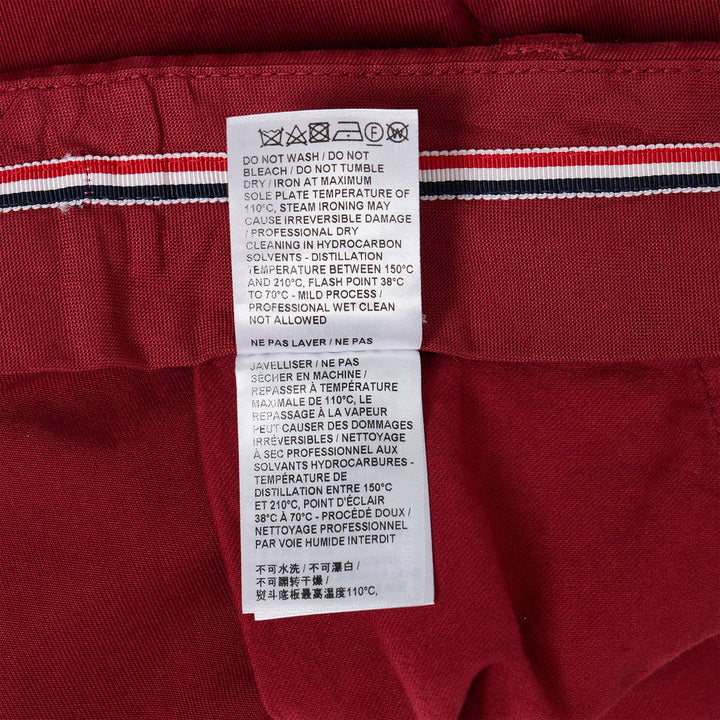 F W
DO NOT WASH / DO NOT
BLEACH / DO NOT TUMBLE
DRY / IRON AT MAXIMUM
SOLE PLATE TEMPERATURE OF
110°C, STEAM IRONING MAY
CAUSE IRREVERSIBLE DAMAGE
/ PROFESSIONAL DRY
CLEANING IN HYDROCARBON
SOLVENTS - DISTILLATION
TEMPERATURE BETWEEN 150°C
AND 210°C, FLASH POINT 38°C
TO 70°C - MILD PROCESS /
PROFESSIONAL WET CLEAN
NOT ALLOWED
NE PAS LAVER / NE PAS
JAVELLISER / NE PAS
SÉCHER EN MACHINE /
REPASSER À TEMPÉRATURE
MAXIMALE DE 110°C, LE
REPASSAGE À LA VAPEUR
PEUT CAUSER DES DOMMAGES
IRRÉVERSIBLES / NETTOYAGE
À SEC PROFESSIONNEL AUX
SOLVANTS HYDROCARBURES -
TEMPÉRATURE DE
DISTILLATION ENTRE 150°C
ET 210°C, POINT D'ÉCLAIR
38°C À 70°C - PROCÉDÉ DOUX /
NETTOYAGE PROFESSIONNEL
PAR VOIE HUMIDE INTERDIT
不可水洗 / 不可漂白 /
不可翻转干燥 /
熨斗底板最高溫度110°C,